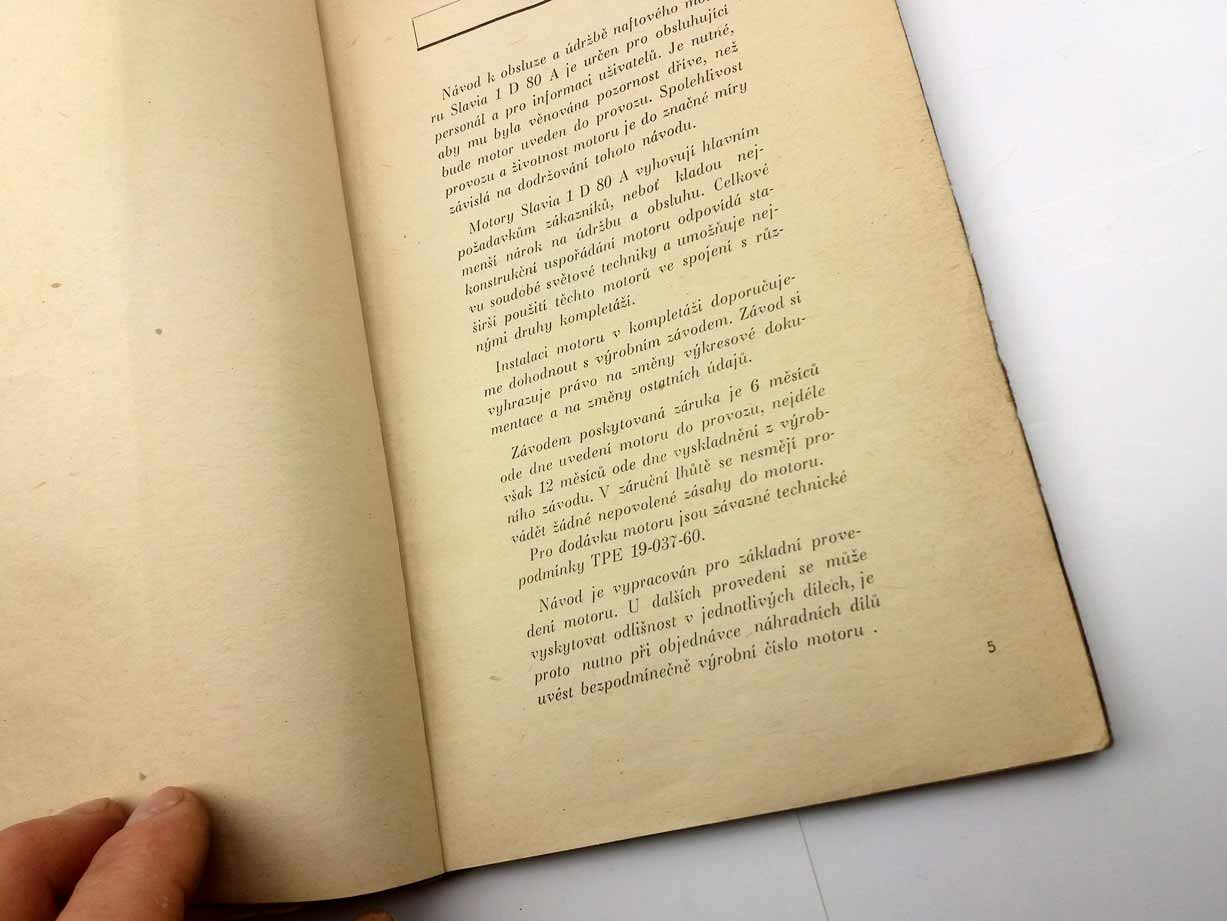 Návod k obsluze a údržbě naftového mo
ru Slavia 1 D 80 A je určen pro obsluhující
personál a pro informaci uživatelů. Je nutné,
aby mu byla věnována pozornost dříve, než
bude motor uveden do provozu. Spolehlivost
provozu a životnost motoru je do značné míry
závislá na dodržování tohoto návodu.
Motory Slavia 1 D 80 A vyhovují hlavním
požadavkům zákazníků, neboť kladou nej-
menší nárok na údržbu a obsluhu. Celkové
konstrukční uspořádání motoru odpovídá sta-
vu soudobé světové techniky a umožňuje nej-
širší použití těchto motorů ve spojení s růz-
nými druhy kompletáží.
Instalaci motoru v kompletáži doporučuje-
me dohodnout s výrobním závodem. Závod si
vyhrazuje právo na změny výkresové doku-
mentace a na změny ostatních údajů.
Závodem poskytovaná záruka je 6 měsíců
ode dne uvedení motoru do provozu, nejdéle
však 12 měsíců ode dne vyskladnění z výrob-
ního závodu. V záruční lhůtě se nesmějí pro-
vádět žádné nepovolené zásahy do motoru.
Pro dodávku motoru jsou závazné technické
podmínky TPE 19-037-60.
Návod je vypracován pro základní prove-
dení motoru. U dalších provedení se může
vyskytovat odlišnost v jednotlivých dílech, je
proto nutno při objednávce náhradních dílů
uvést bezpodmínečně výrobní číslo motoru .
5